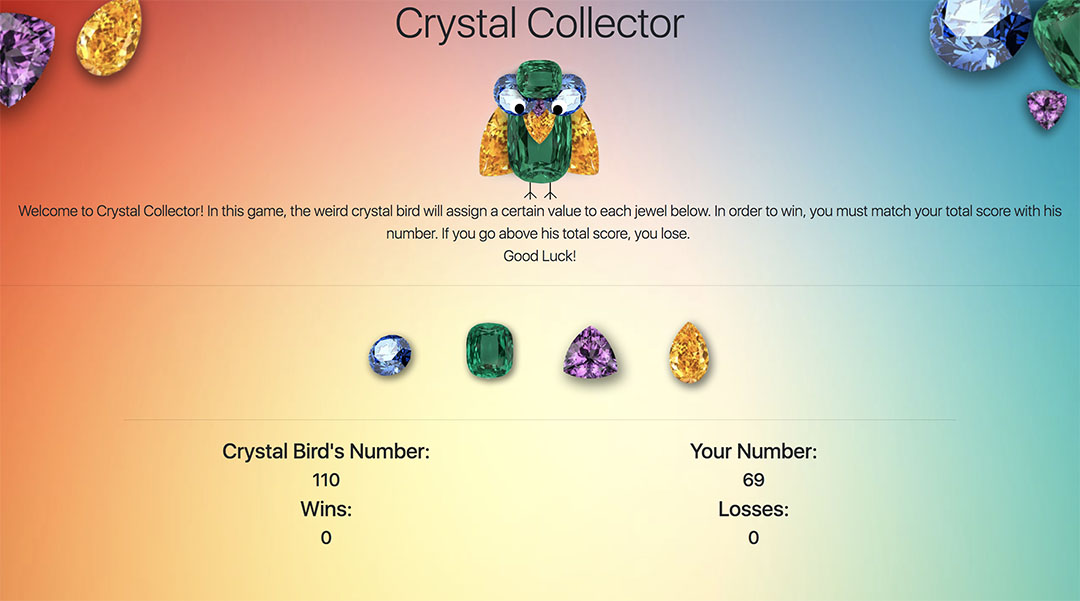 Crystal Collector
Welcome to Crystal Collector! In this game, the weird crystal bird will assign a certain value to each jewel below. In order to win, you must match your total score with his
number. If you go above his total score, you lose.
Good Luck!
Crystal Bird's Number:
110
Wins:
0
Your Number:
69
Losses:
0